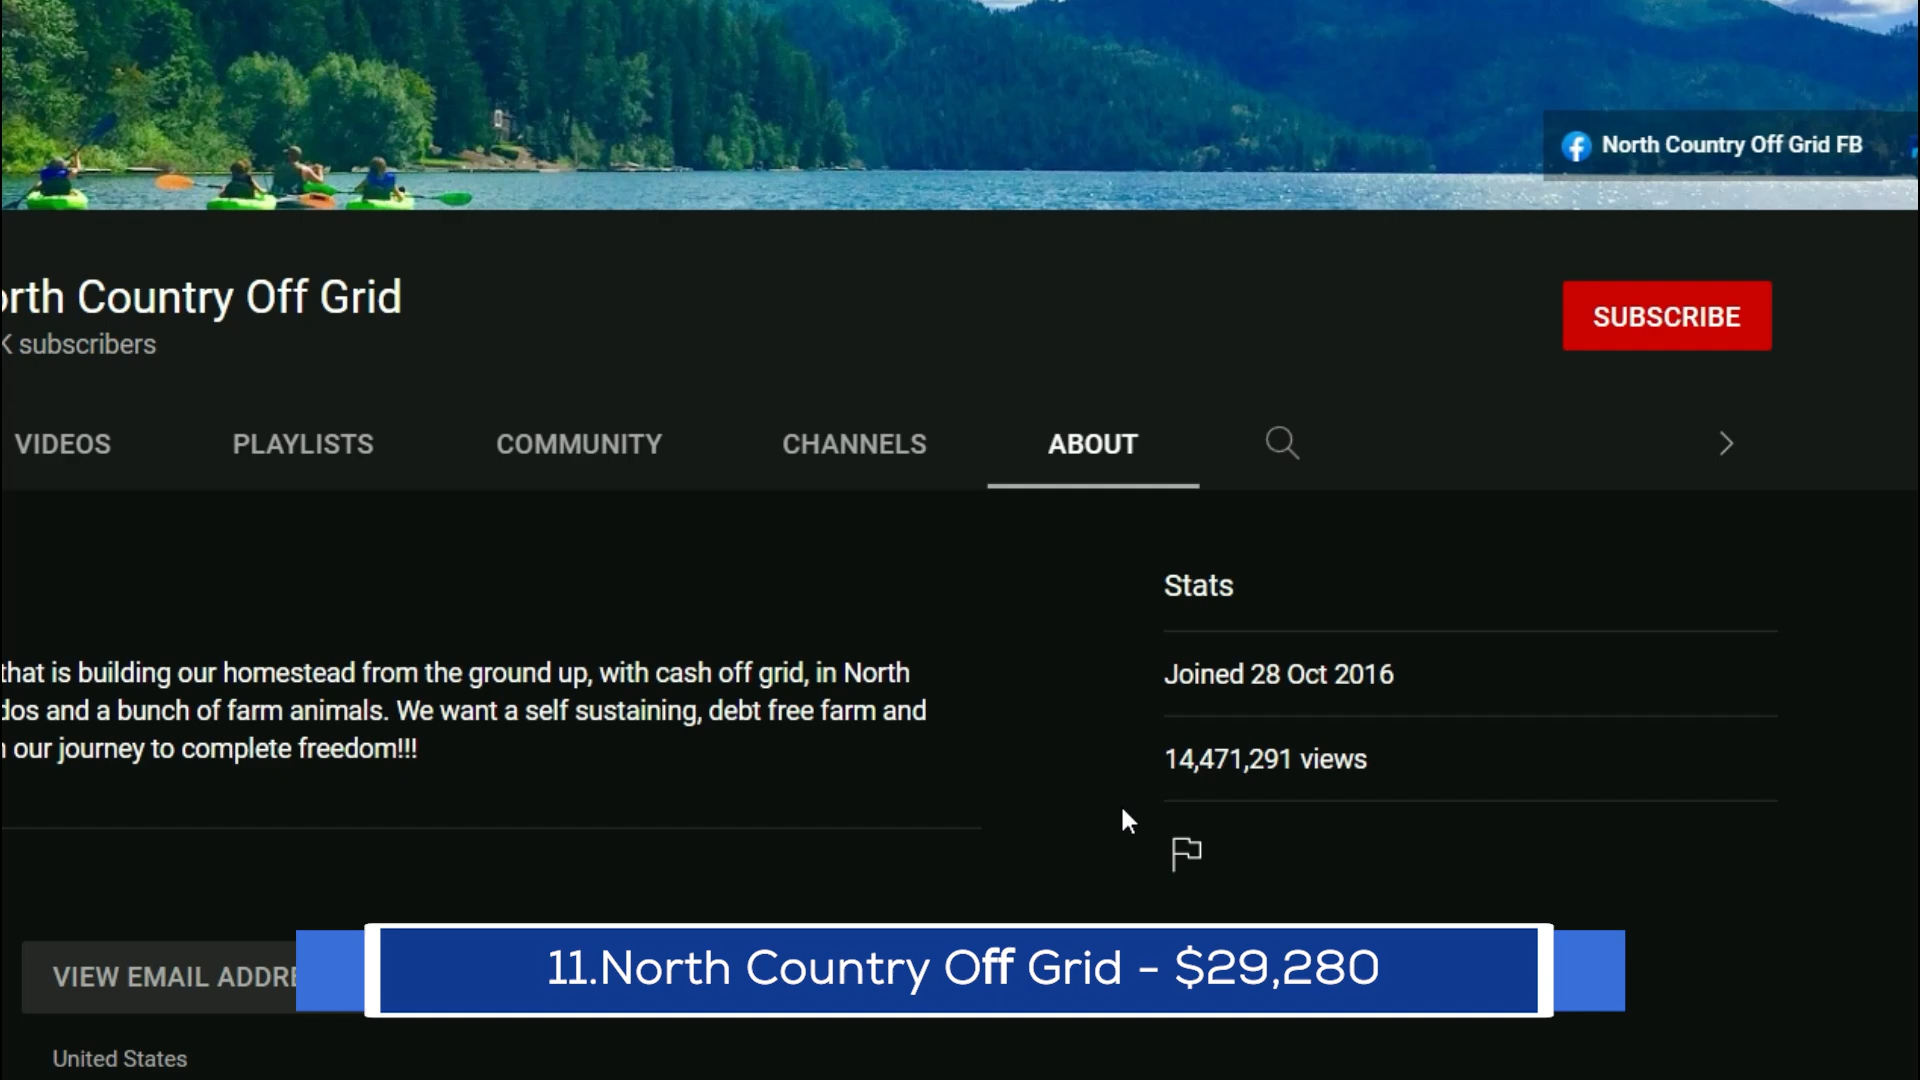 North Country Off Grid FB
orth Country Off Grid
K subscribers
SUBSCRIBE
VIDEOS
PLAYLISTS
COMMUNITY
CHANNELS
ABOUT
Stats
that is building our homestead from the ground up, with cash off grid, in North
dos and a bunch of farm animals. We want a self sustaining, debt free farm and
our journey to complete freedom!!!
Joined 28 Oct 2016
14,471,291 views
VIEW EMAIL ADDRE
11.North Country Off Grid - $29,280
United States